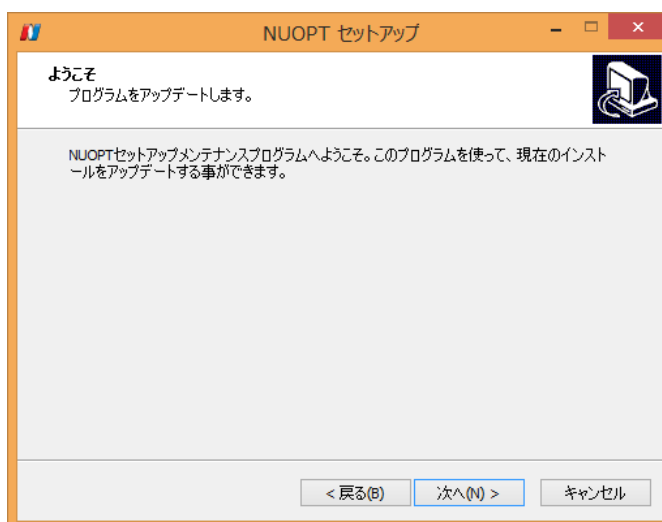 NUOPT セットアップ
ようこそ
プログラムをアップデートします。
NUOPTセットアップメンテナンスプログラムへようこそ。このプログラムを使って、現在のインスト
ールをアップデートする事ができます。
< 戻る(B) 次へ(N) > キャンセル